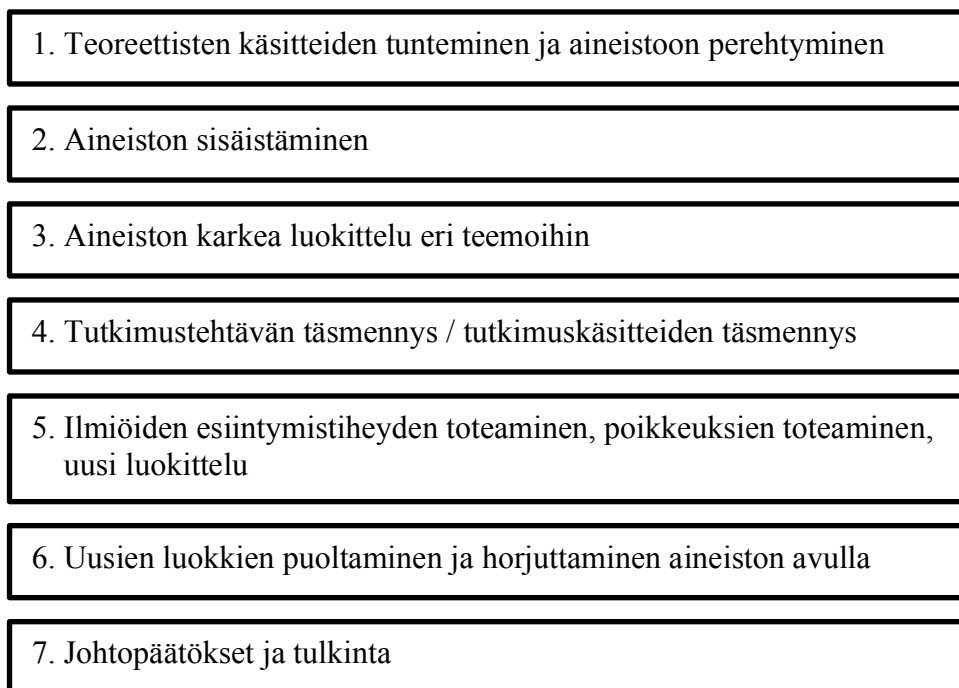 1. Teoreettisten käsitteiden tunteminen ja aineistoon perehtyminen
2. Aineiston sisäistäminen
3. Aineiston karkea luokittelu eri teemoihin
4. Tutkimustehtävän täsmennys / tutkimuskäsitteiden täsmennys
5. Ilmiöiden esiintymistiheyden toteaminen, poikkeuksien toteaminen,
uusi luokittelu
6. Uusien luokkien puoltaminen ja horjuttaminen aineiston avulla
7. Johtopäätökset ja tulkinta